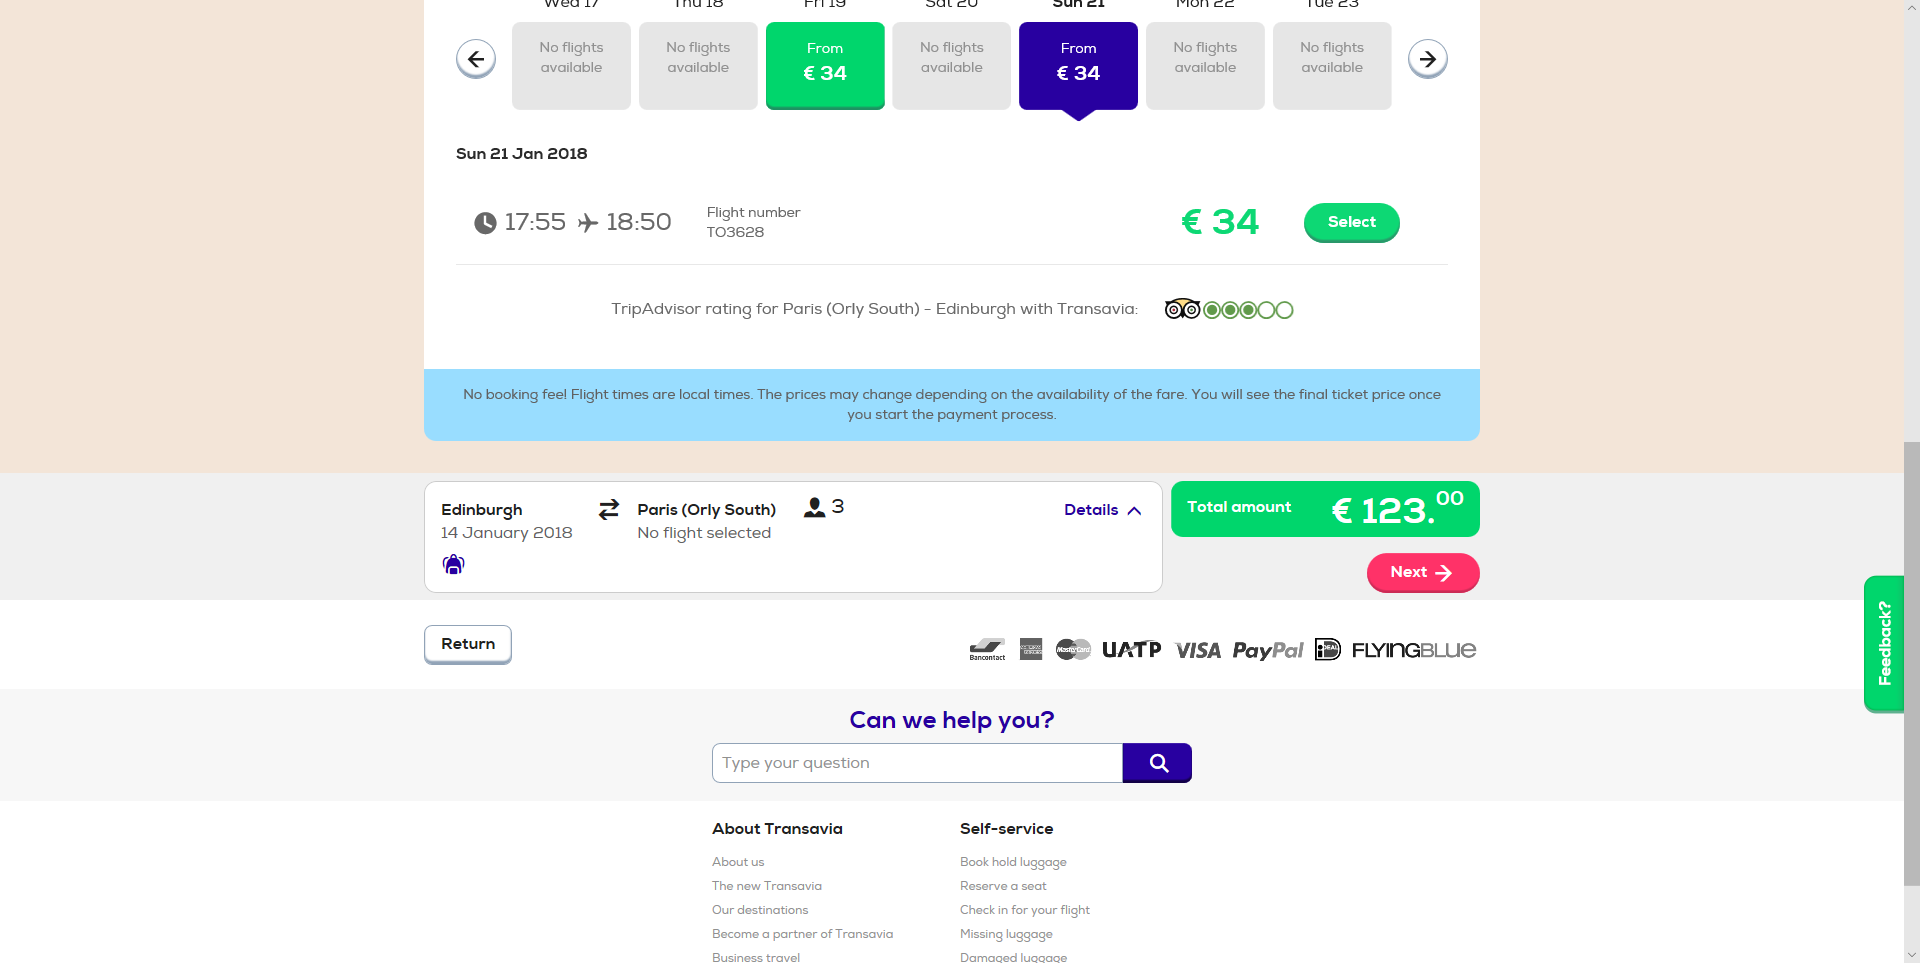 Wed 17 Thu 18 Fri 19 Sat 20 Sun 21 Mon 22 Tue 23
No flights available
No flights available
From € 34
No flights available
From € 34
No flights available
No flights available
Sun 21 Jan 2018
17:55 18:50
Flight number
TO3628
€ 34
Select
TripAdvisor rating for Paris (Orly South) - Edinburgh with Transavia:
No booking fee! Flight times are local times. The prices may change depending on the availability of the fare. You will see the final ticket price once
you start the payment process.
Edinburgh
14 January 2018
Paris (Orly South)
No flight selected
3
Details
Total amount € 123.00
Next
Return
Bancontact
MasterCard
UATP
VISA
PayPal
iDEAL
FLYINGBLUE
Feedback?
Can we help you?
Type your question
About Transavia
About us
The new Transavia
Our destinations
Become a partner of Transavia
Business travel
Self-service
Book hold luggage
Reserve a seat
Check in for your flight
Missing luggage
Damaged luggage